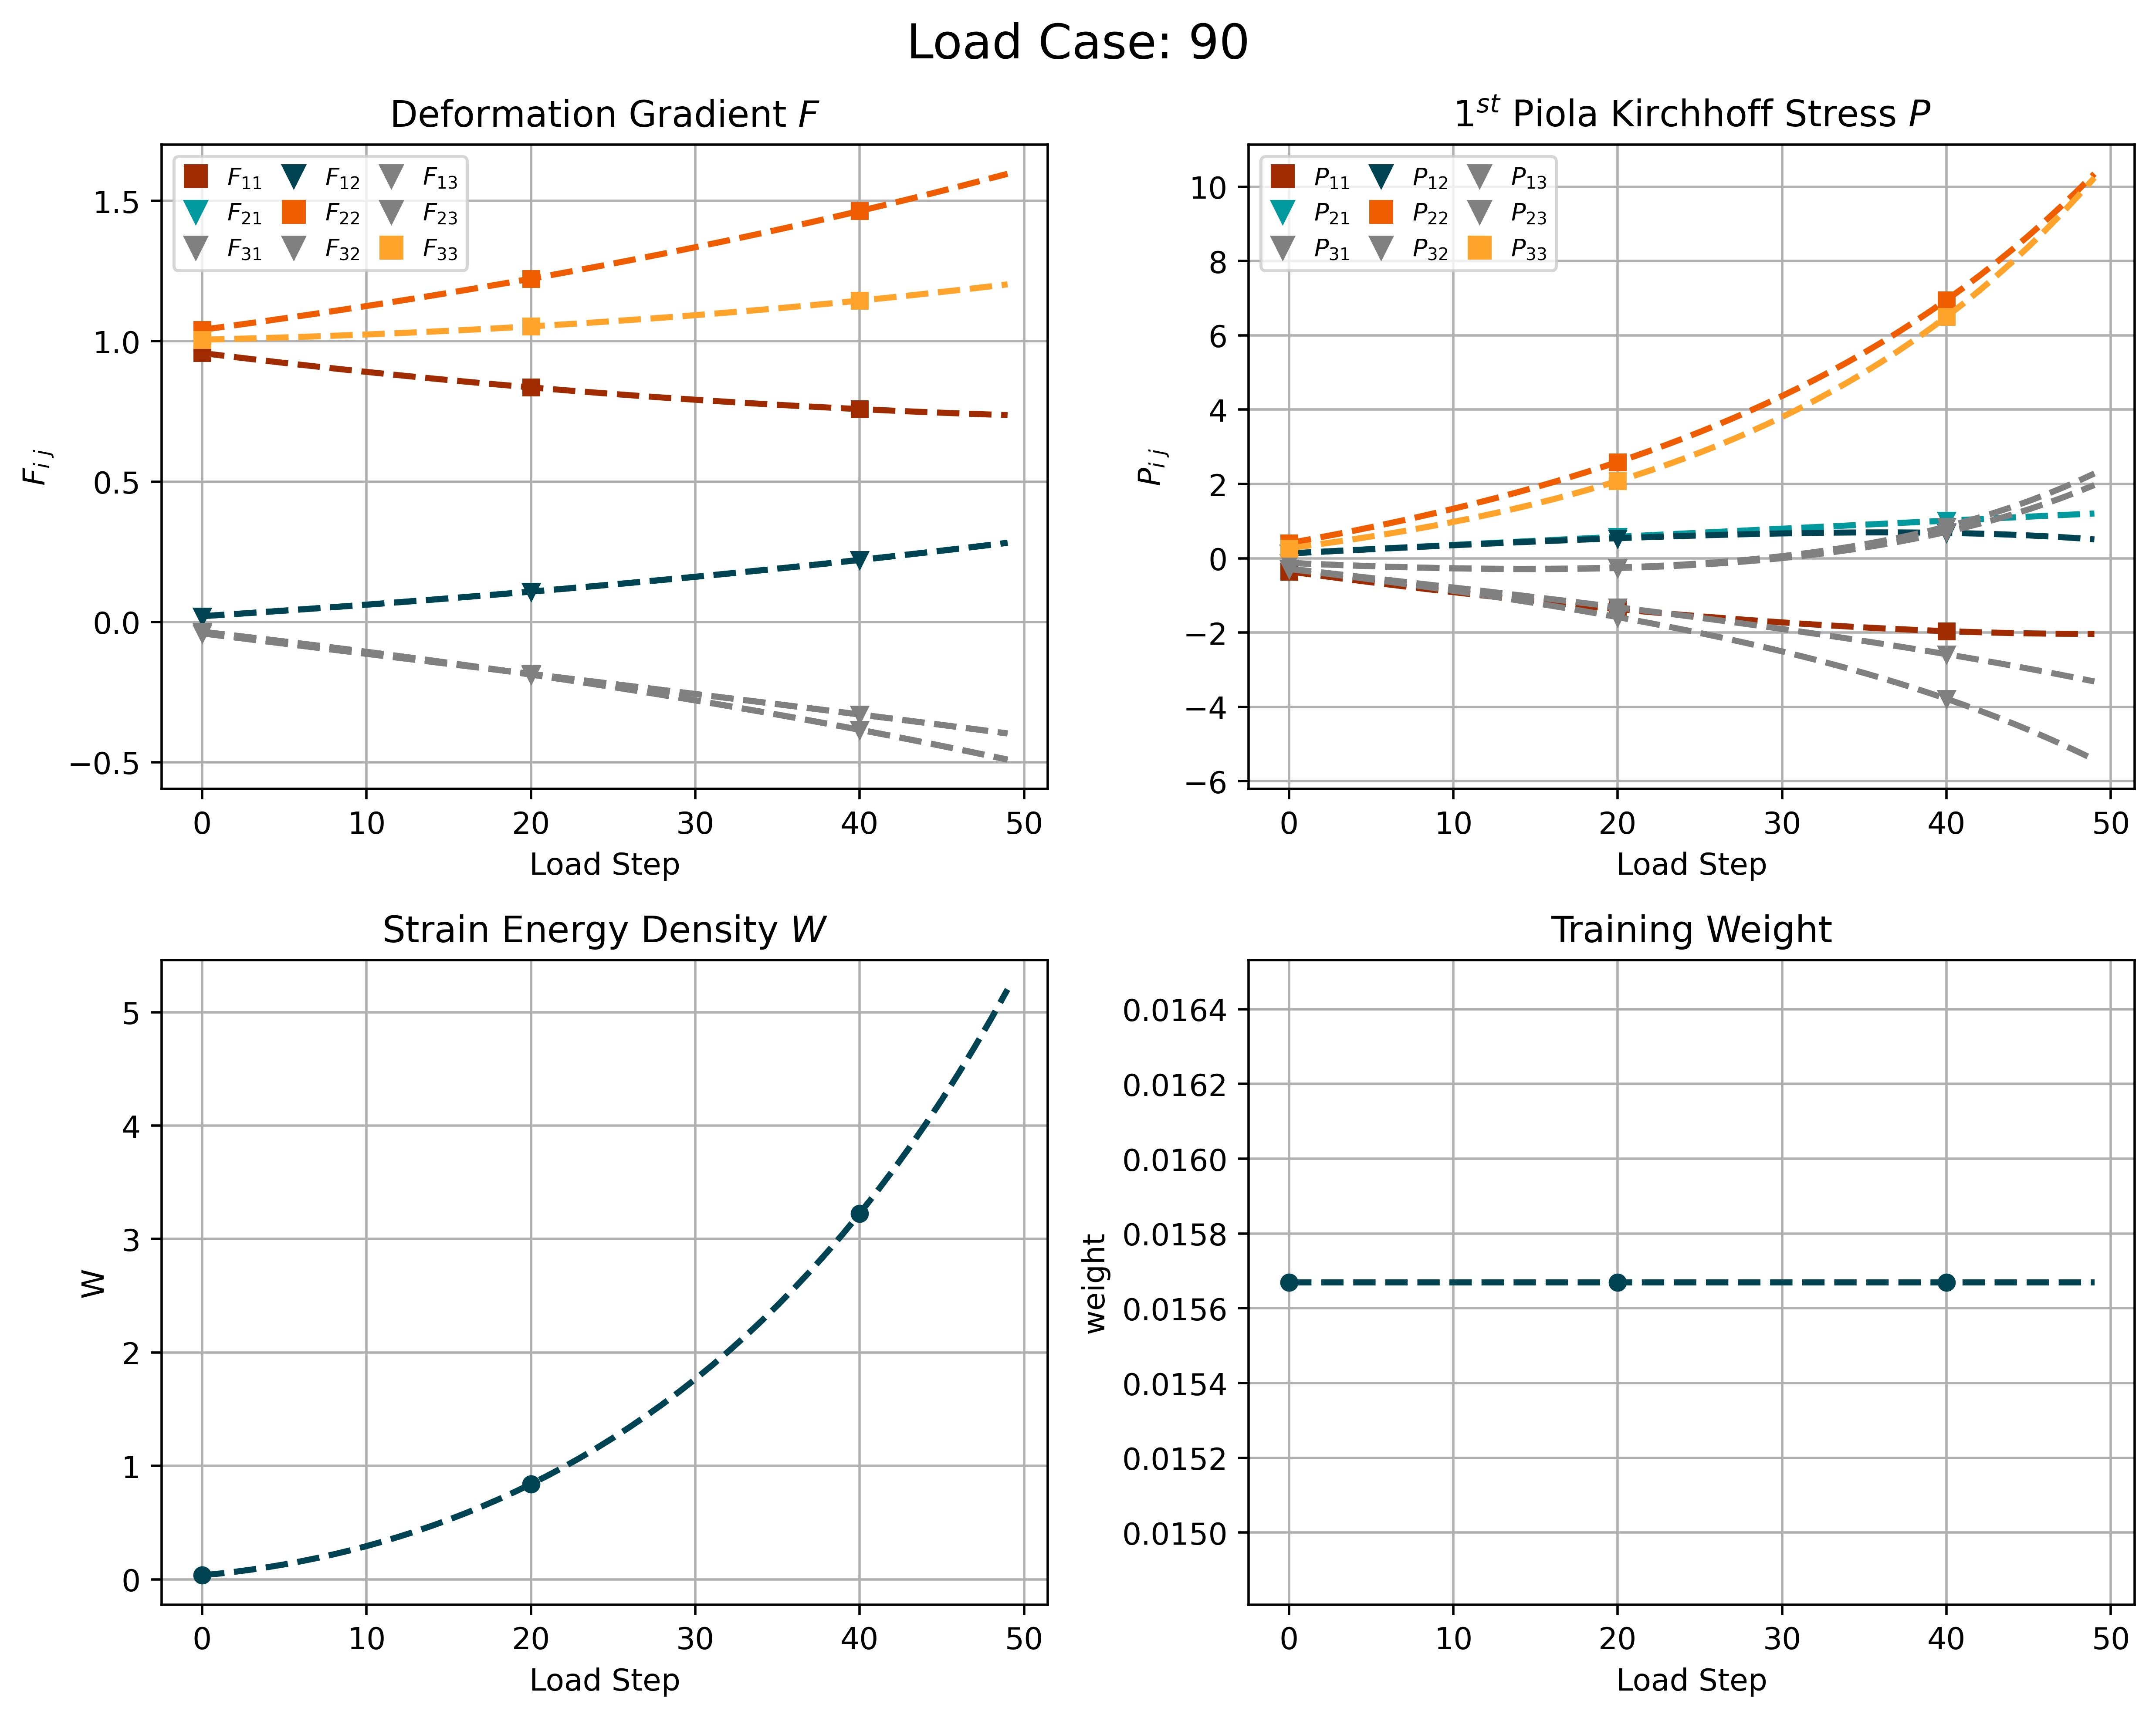 Load Case: 90
Deformation Gradient F
F11 F12 F13
F21 F22 F23
F31 F32 F33
1.5
1.0
0.5
0.0
−0.5
F i j
0 10 20 30 40 50
Load Step
1st Piola Kirchhoff Stress P
P11 P12 P13
P21 P22 P23
P31 P32 P33
10
8
6
4
2
0
−2
−4
−6
P i j
0 10 20 30 40 50
Load Step
Strain Energy Density W
5
4
3
2
1
0
W
0 10 20 30 40 50
Load Step
Training Weight
0.0164
0.0162
0.0160
0.0158
0.0156
0.0154
0.0152
0.0150
weight
0 10 20 30 40 50
Load Step